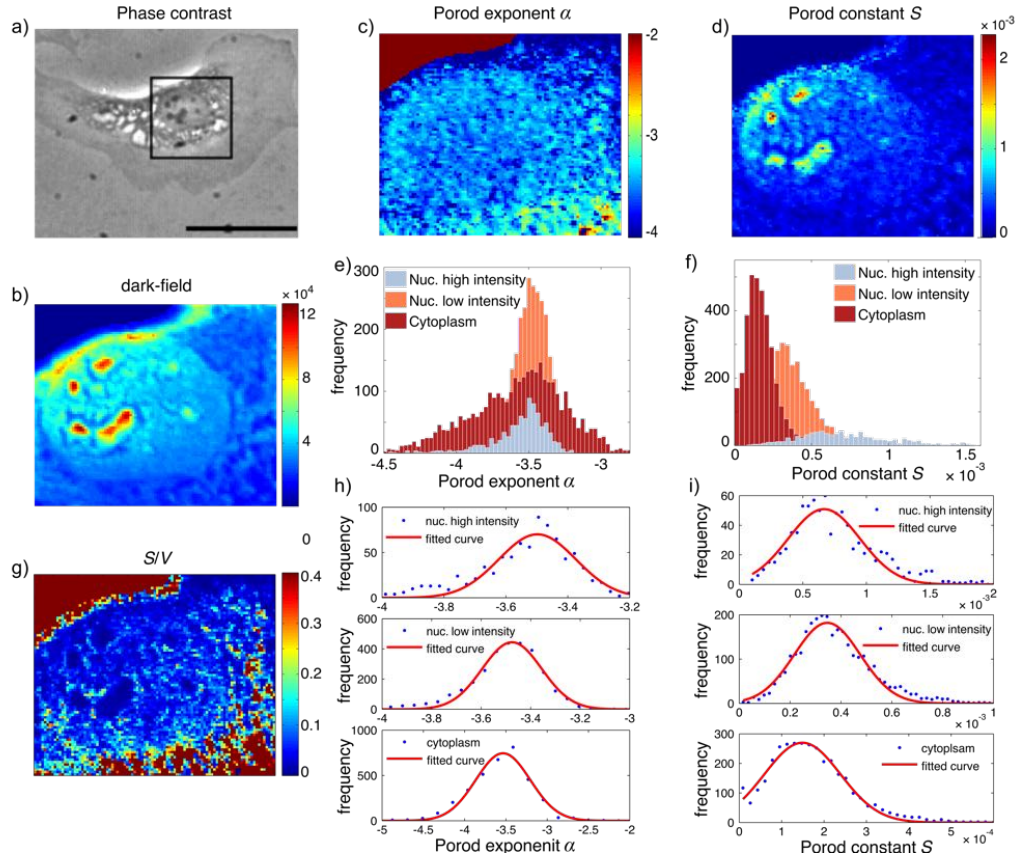 Phase contrast
a)
Porod exponent α
c)
-2
-3
-4
Porod constant S
d)
× 10⁻³
2
1
0
dark-field
b)
× 10⁴
12
8
4
0
e)
300
200
100
0
frequency
Nuc. high intensity
Nuc. low intensity
Cytoplasm
-4.5 -4 -3.5 -3
Porod exponent α
f)
400
200
0
frequency
Nuc. high intensity
Nuc. low intensity
Cytoplasm
0 0.5 1 1.5
Porod constant S × 10⁻³
g)
S/V
0.4
0.3
0.2
0.1
0
h)
100
50
0
frequency
nuc. high intensity
fitted curve
-4 -3.8 -3.6 -3.4 -3.2
600
400
200
0
frequency
nuc. low intensity
fitted curve
-4 -3.8 -3.6 -3.4 -3.2 -3
1000
500
0
frequency
cytoplasm
fitted curve
-5 -4.5 -4 -3.5 -3 -2.5 -2
Porod exponenit α
i)
60
40
20
0
frequency
nuc. high intensity
fitted curve
0 0.5 1 1.5 2
× 10⁻³
200
100
0
frequency
nuc. low intensity
fitted curve
0 0.2 0.4 0.6 0.8 1
× 10⁻³
300
200
100
0
frequency
cytoplsam
fitted curve
0 1 2 3 4 5 6
× 10⁻⁴
Porod constant S